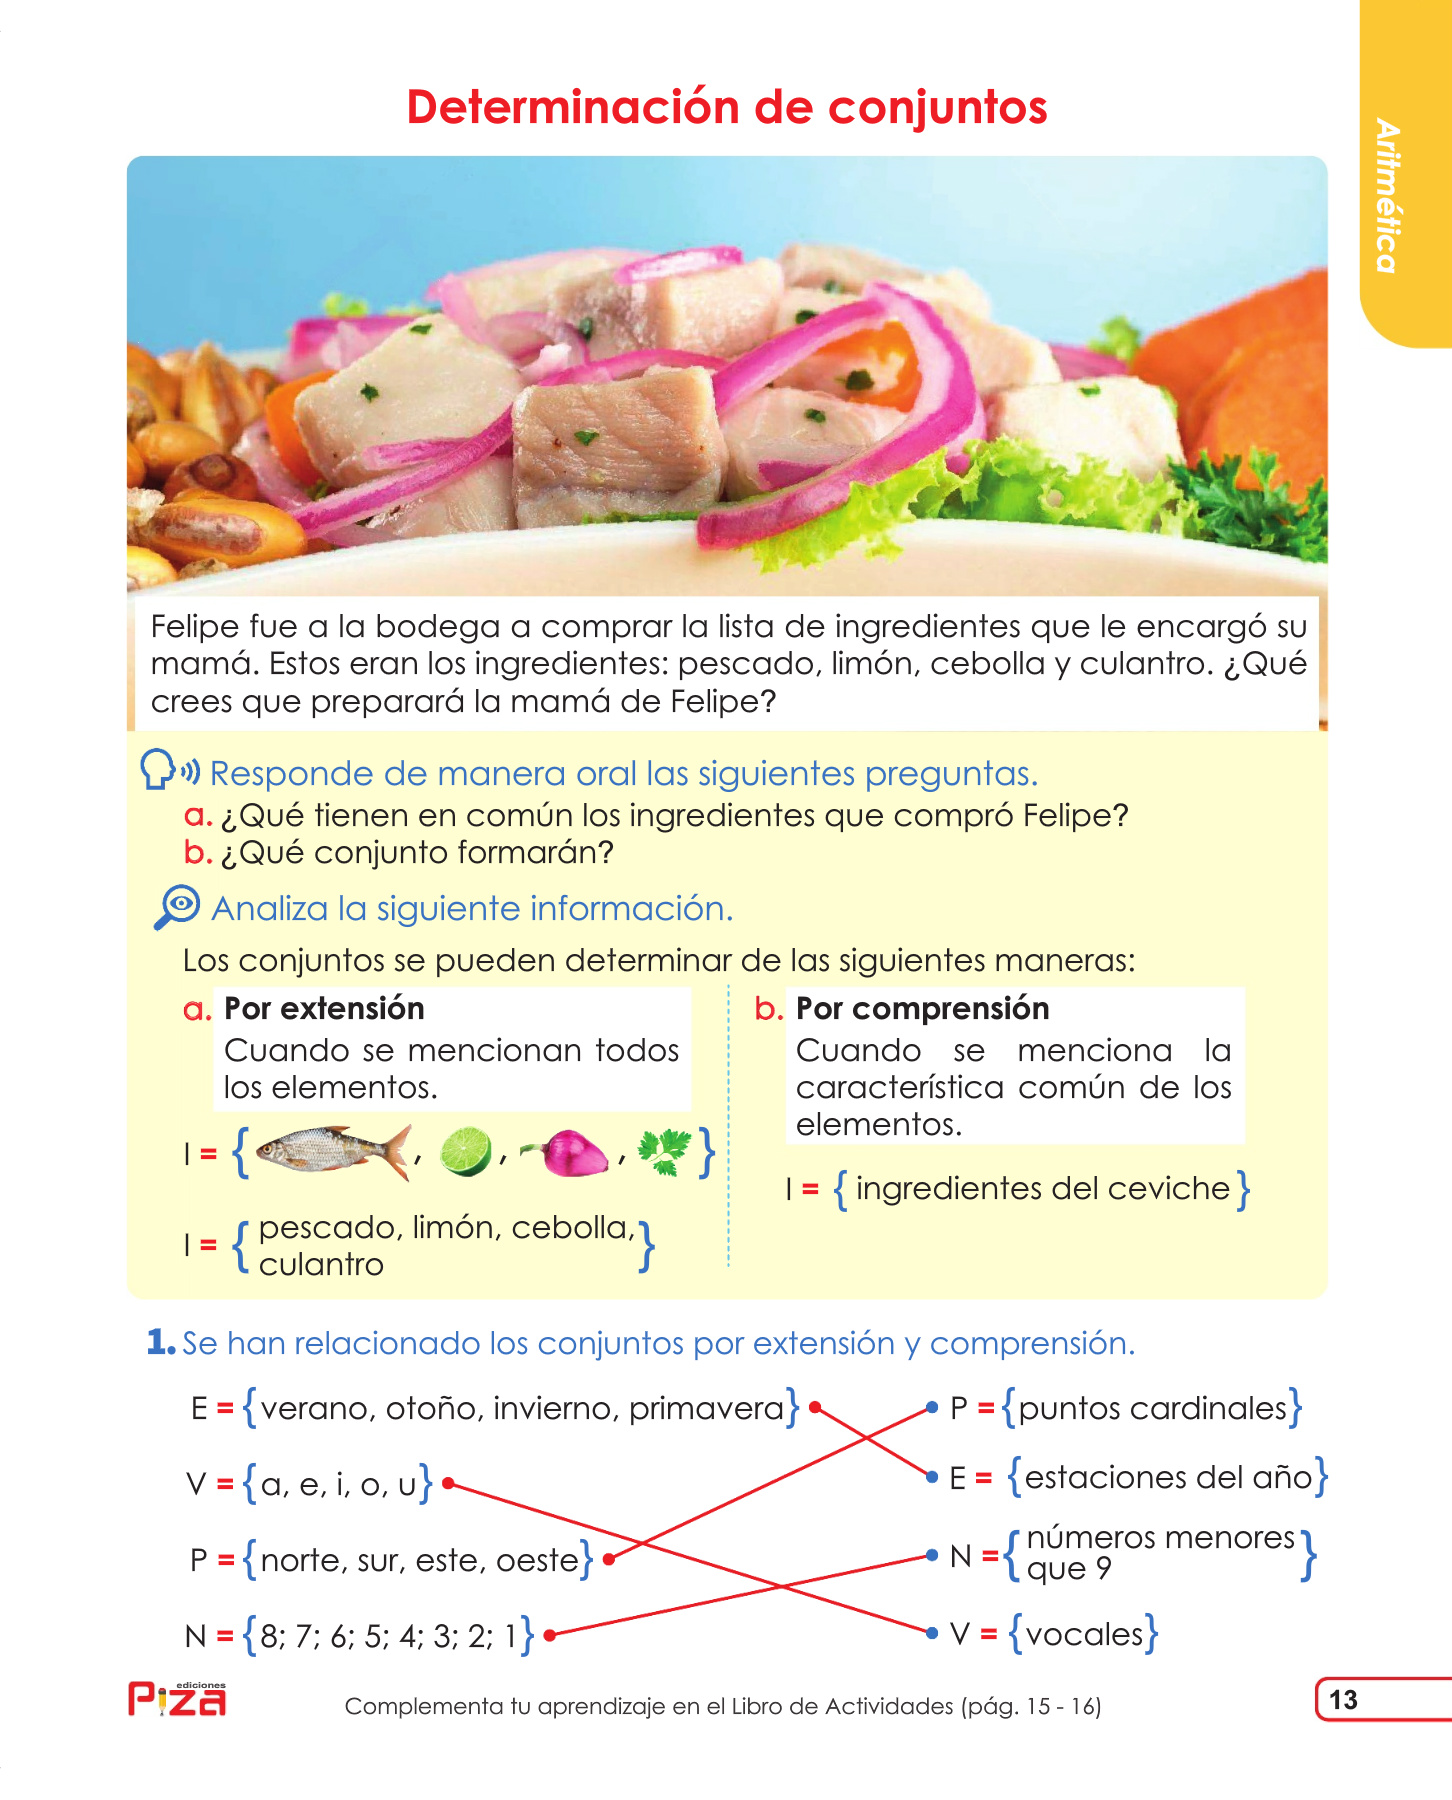 Determinación de conjuntos
Aritmética
Felipe fue a la bodega a comprar la lista de ingredientes que le encargó su
mamá. Estos eran los ingredientes: pescado, limón, cebolla y culantro. ¿Qué
crees que preparará la mamá de Felipe?
Responde de manera oral las siguientes preguntas.
a. ¿Qué tienen en común los ingredientes que compró Felipe?
b. ¿Qué conjunto formarán?
Analiza la siguiente información.
Los conjuntos se pueden determinar de las siguientes maneras:
a. Por extensión
Cuando se mencionan todos
los elementos.
I = { , , , }
I = { pescado, limón, cebolla,
culantro }
b. Por comprensión
Cuando se menciona la
característica común de los
elementos.
I = { ingredientes del ceviche }
1. Se han relacionado los conjuntos por extensión y comprensión.
E = {verano, otoño, invierno, primavera}
V = {a, e, i, o, u}
P = {norte, sur, este, oeste}
N = {8; 7; 6; 5; 4; 3; 2; 1}
P = {puntos cardinales}
E = {estaciones del año}
N = { números menores
que 9 }
V = {vocales}
ediciones
Piza
Complementa tu aprendizaje en el Libro de Actividades (pág. 15 - 16)
13